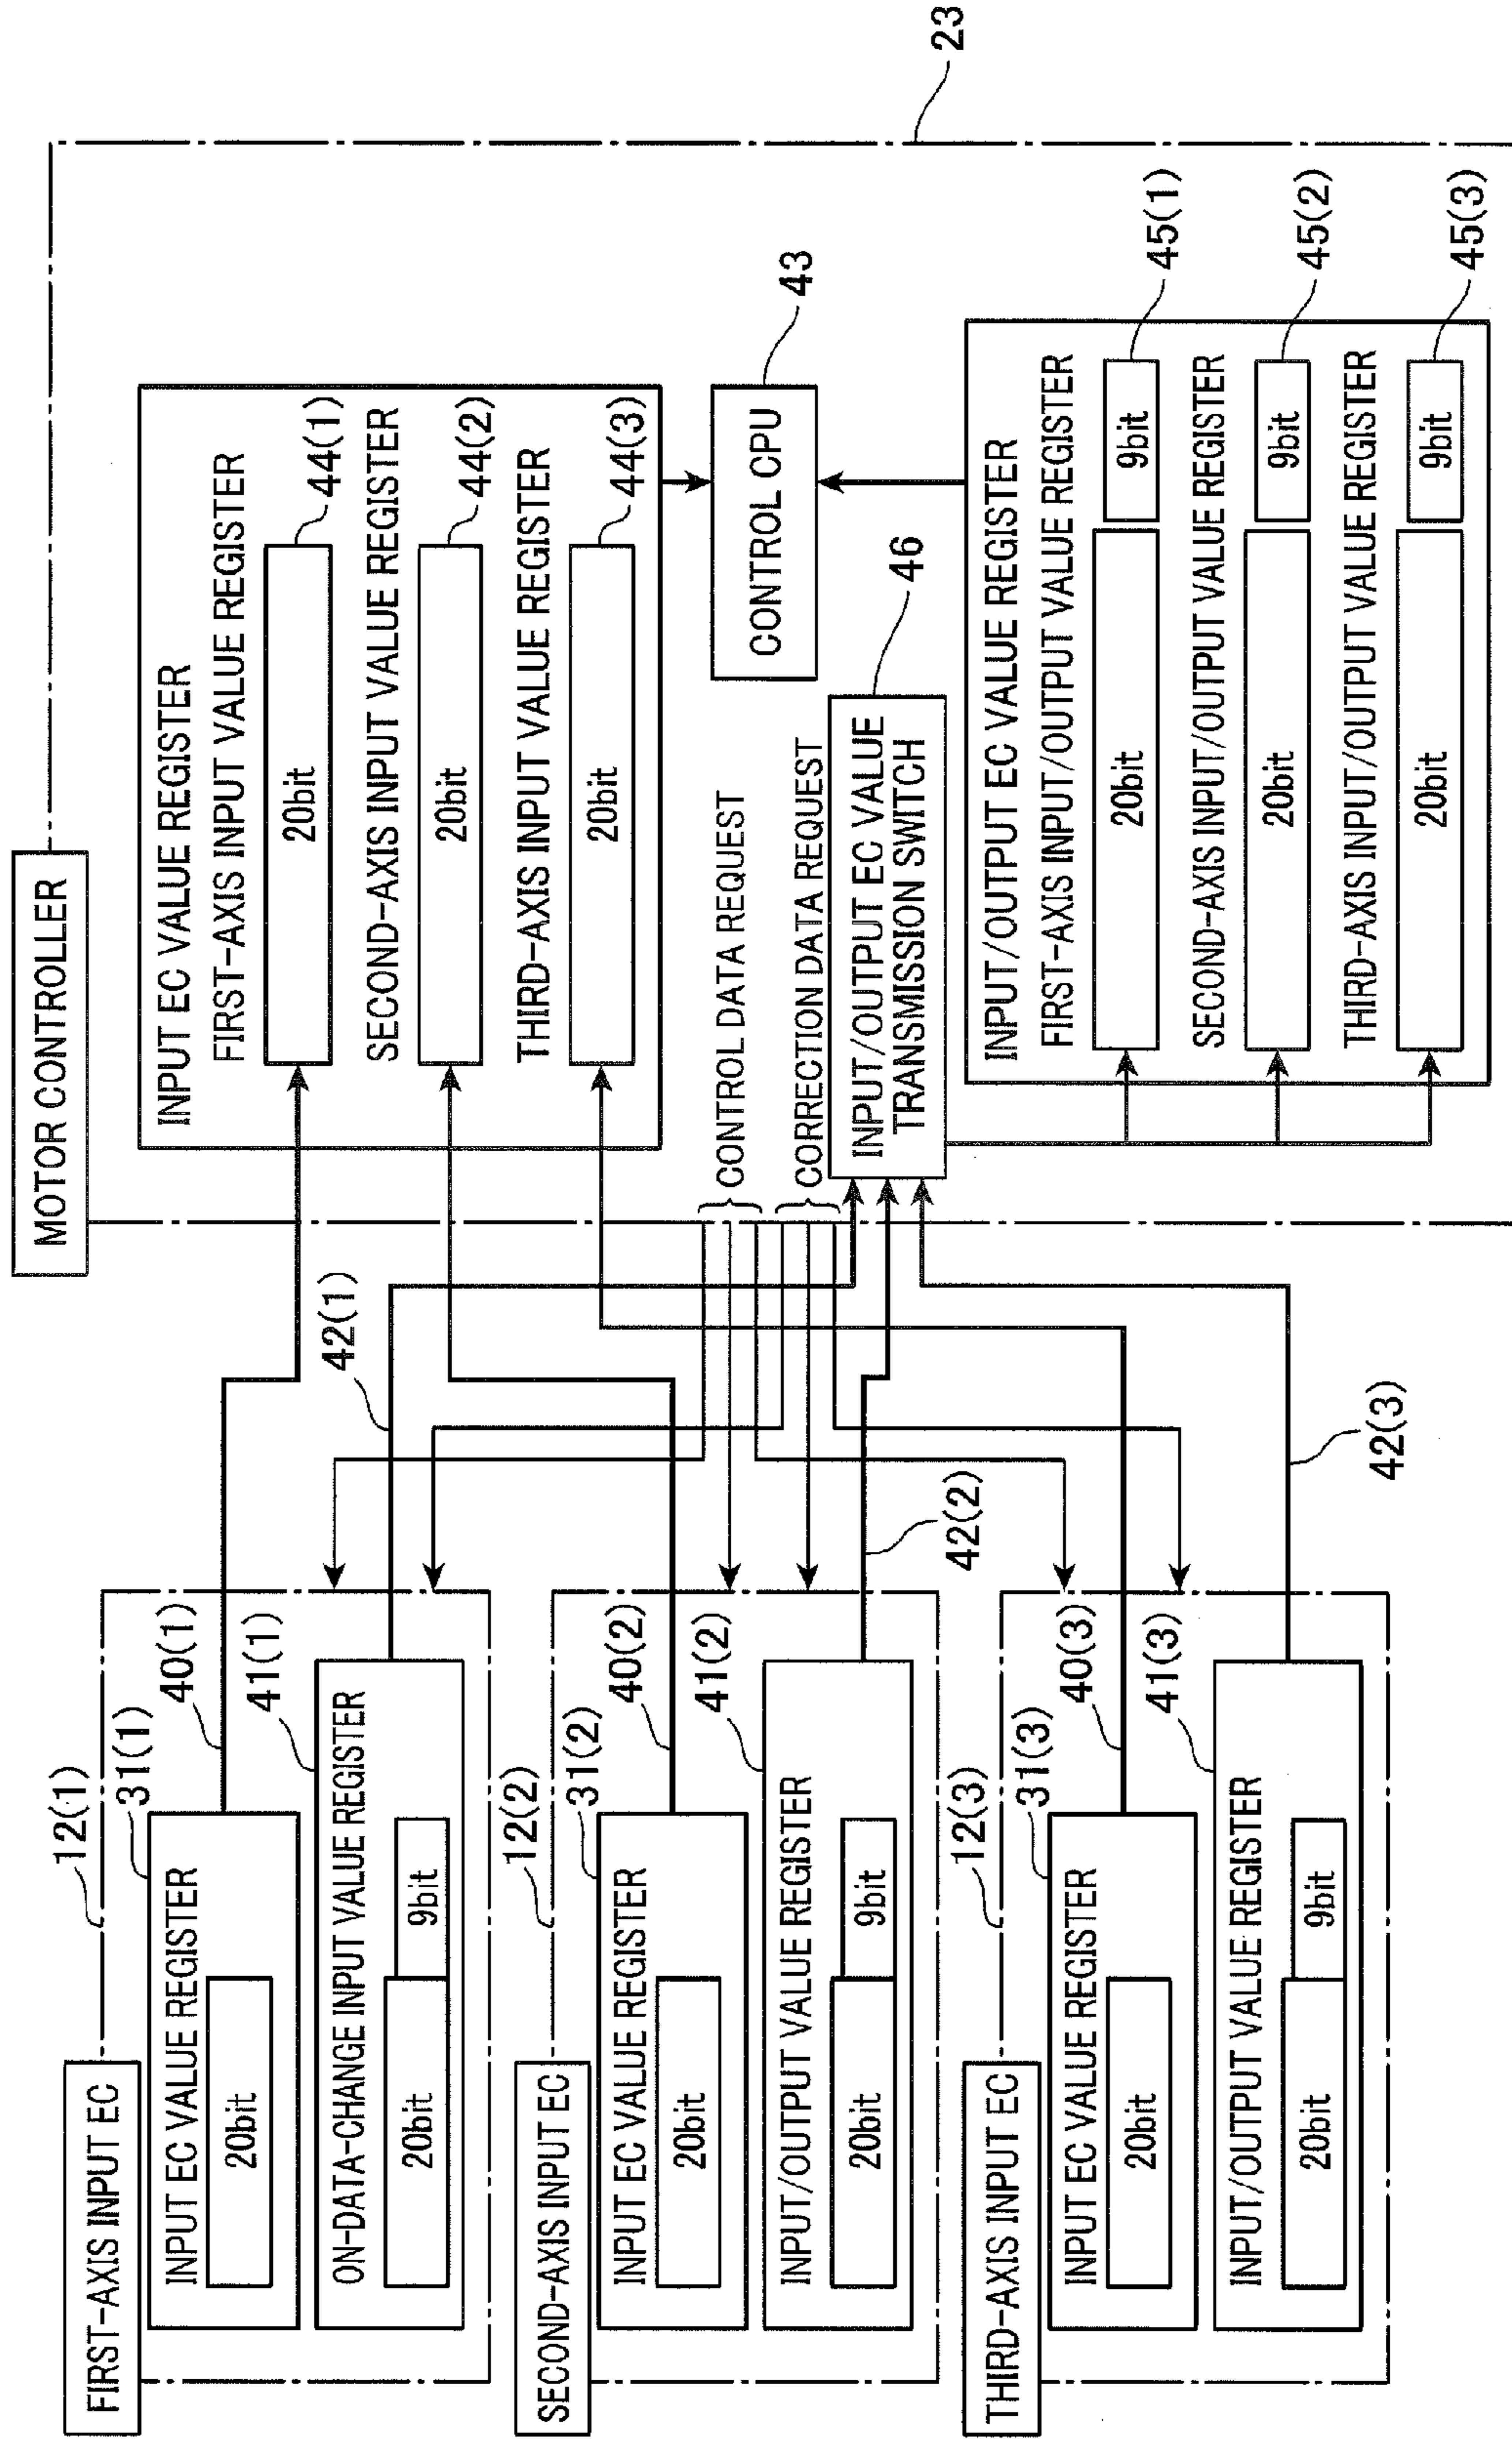 FIRST-AXIS INPUT EC
12(1)
INPUT EC VALUE REGISTER
31(1)
20bit
40(1)
ON-DATA-CHANGE INPUT VALUE REGISTER
41(1)
20bit
9bit
42(1)
SECOND-AXIS INPUT EC
12(2)
INPUT EC VALUE REGISTER
31(2)
20bit
40(2)
INPUT/OUTPUT VALUE REGISTER
41(2)
20bit
9bit
42(2)
THIRD-AXIS INPUT EC
12(3)
INPUT EC VALUE REGISTER
31(3)
20bit
40(3)
INPUT/OUTPUT VALUE REGISTER
41(3)
20bit
9bit
42(3)
MOTOR CONTROLLER
23
INPUT EC VALUE REGISTER
FIRST-AXIS INPUT VALUE REGISTER
20bit
44(1)
SECOND-AXIS INPUT VALUE REGISTER
20bit
44(2)
THIRD-AXIS INPUT VALUE REGISTER
20bit
44(3)
CONTROL DATA REQUEST
CORRECTION DATA REQUEST
CONTROL CPU
43
INPUT/OUTPUT EC VALUE
TRANSMISSION SWITCH
46
INPUT/OUTPUT EC VALUE REGISTER
FIRST-AXIS INPUT/OUTPUT VALUE REGISTER
20bit
9bit
45(1)
SECOND-AXIS INPUT/OUTPUT VALUE REGISTER
20bit
9bit
45(2)
THIRD-AXIS INPUT/OUTPUT VALUE REGISTER
20bit
9bit
45(3)